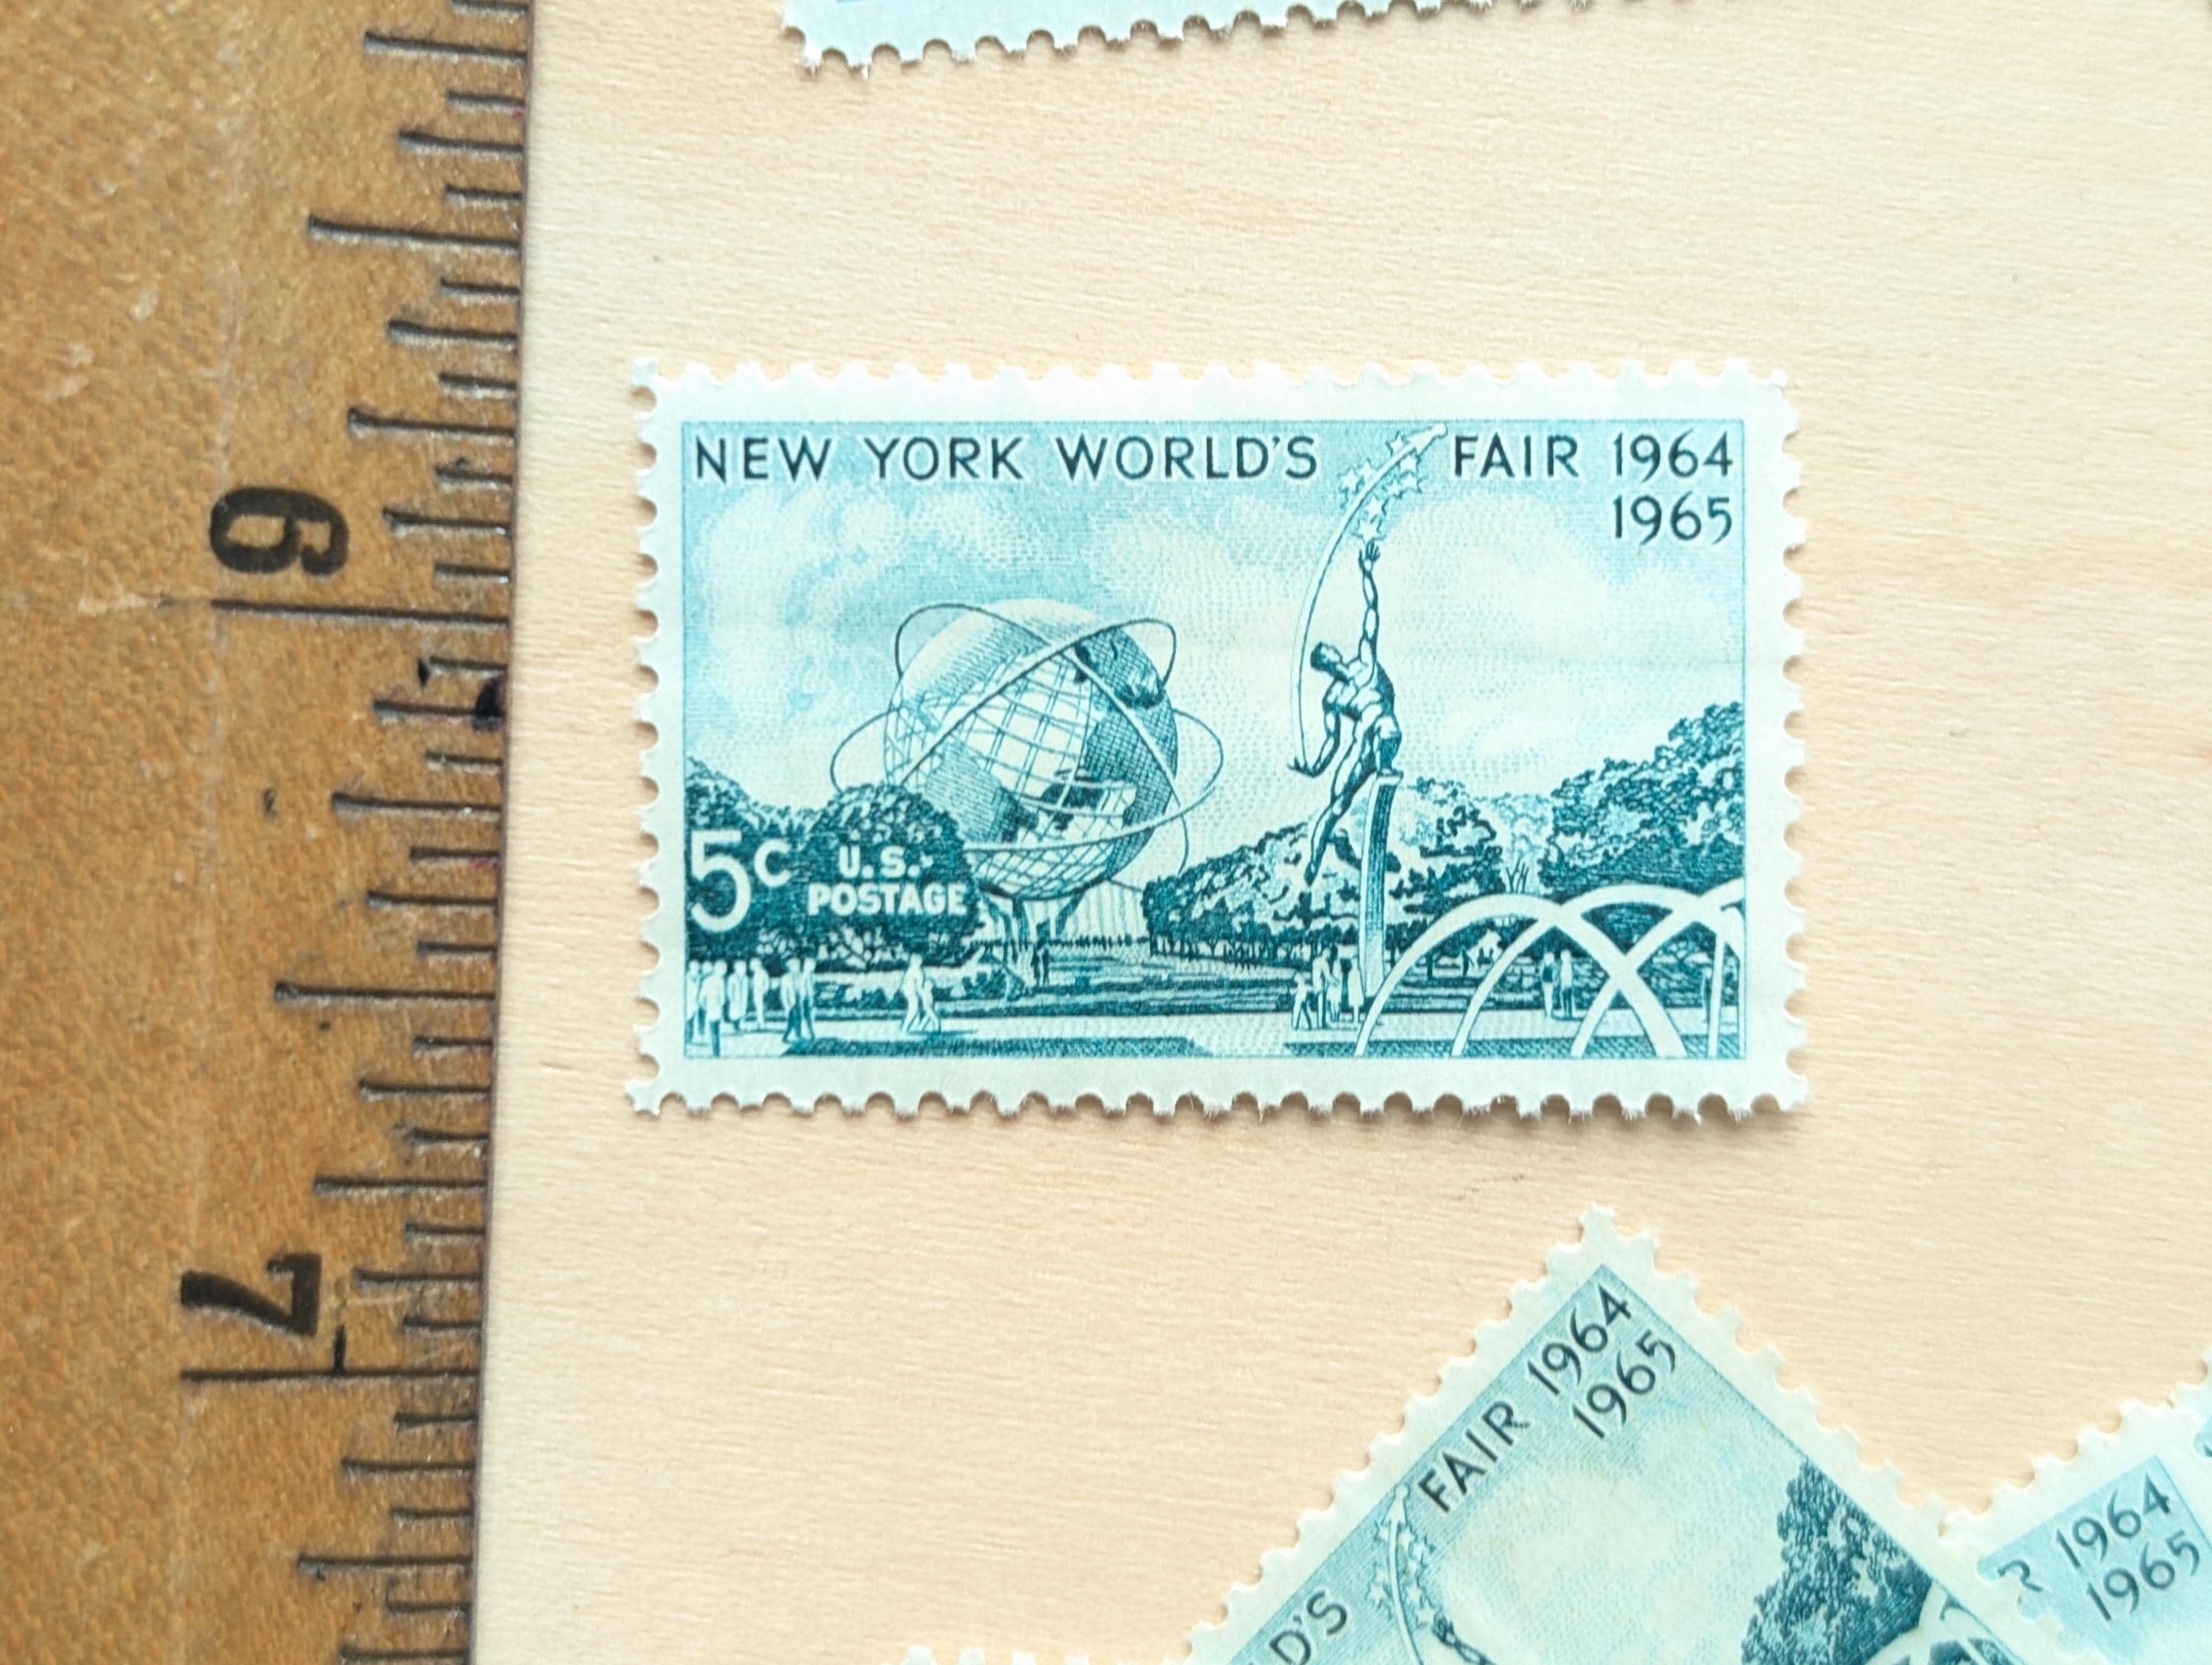 6
7
NEW YORK WORLD'S FAIR 1964
1965
5c U.S.
POSTAGE
FAIR 1964
1965
D'S
R 1964
1965